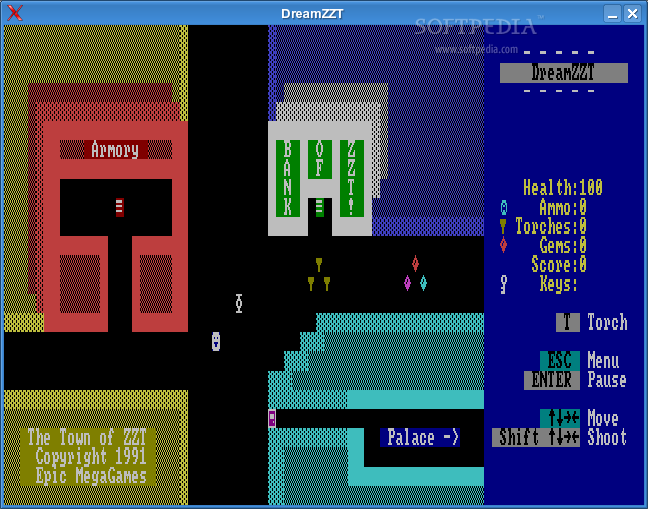 DreamZZT
SOFTPEDIA™
www.softpedia.com
DreamZZT
Armory
BANK
OF
ZZT!
Health:100
Ammo:0
Torches:0
Gems:0
Score:0
Keys:
T Torch
ESC Menu
ENTER Pause
↑↓→← Move
Shift ↑↓→← Shoot
Palace ->
The Town of ZZT
Copyright 1991
Epic MegaGames